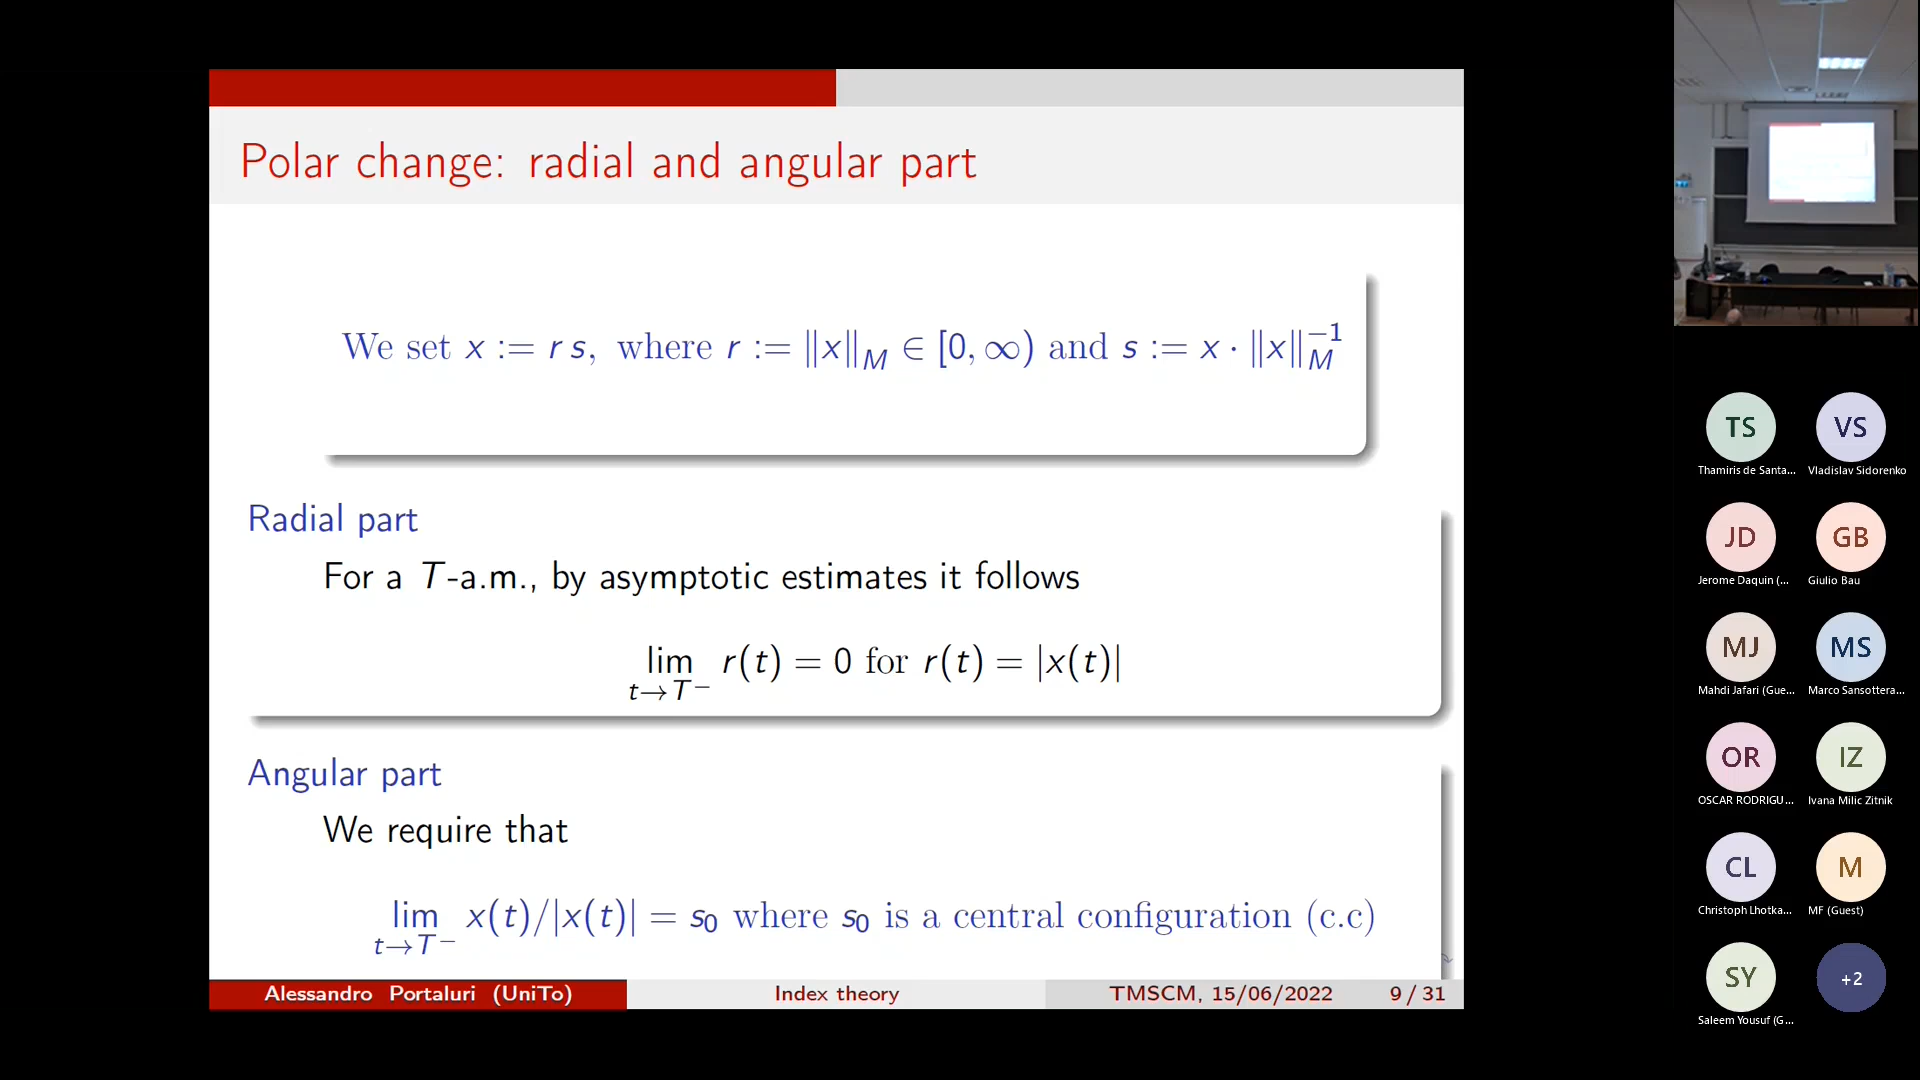 Polar change: radial and angular part
We set x := r s, where r := ‖x‖_M ∈ [0, ∞) and s := x · ‖x‖_M^{−1}
Radial part
For a T-a.m., by asymptotic estimates it follows
lim_{t→T^−} r(t) = 0 for r(t) = |x(t)|
Angular part
We require that
lim_{t→T^−} x(t)/|x(t)| = s_0 where s_0 is a central configuration (c.c)
Alessandro Portaluri (UniTo) Index theory TMSCM, 15/06/2022 9 / 31
TS VS
Thamiris de Santa... Vladislav Sidorenko
JD GB
Jerome Daquin (... Giulio Bau
MJ MS
Mahdi Jafari (Gue... Marco Sansottera...
OR IZ
OSCAR RODRIGU... Ivana Milic Zitnik
CL M
Christoph Lhotka... MF (Guest)
SY +2
Saleem Yousuf (G...